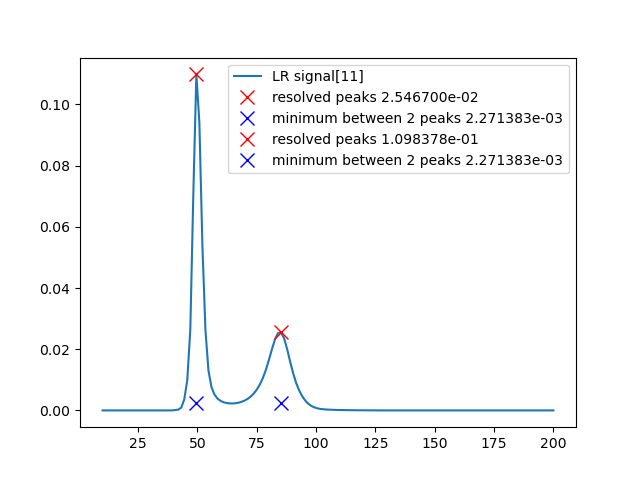 LR signal[11]
resolved peaks 2.546700e-02
minimum between 2 peaks 2.271383e-03
resolved peaks 1.098378e-01
minimum between 2 peaks 2.271383e-03
0.10
0.08
0.06
0.04
0.02
0.00
25 50 75 100 125 150 175 200